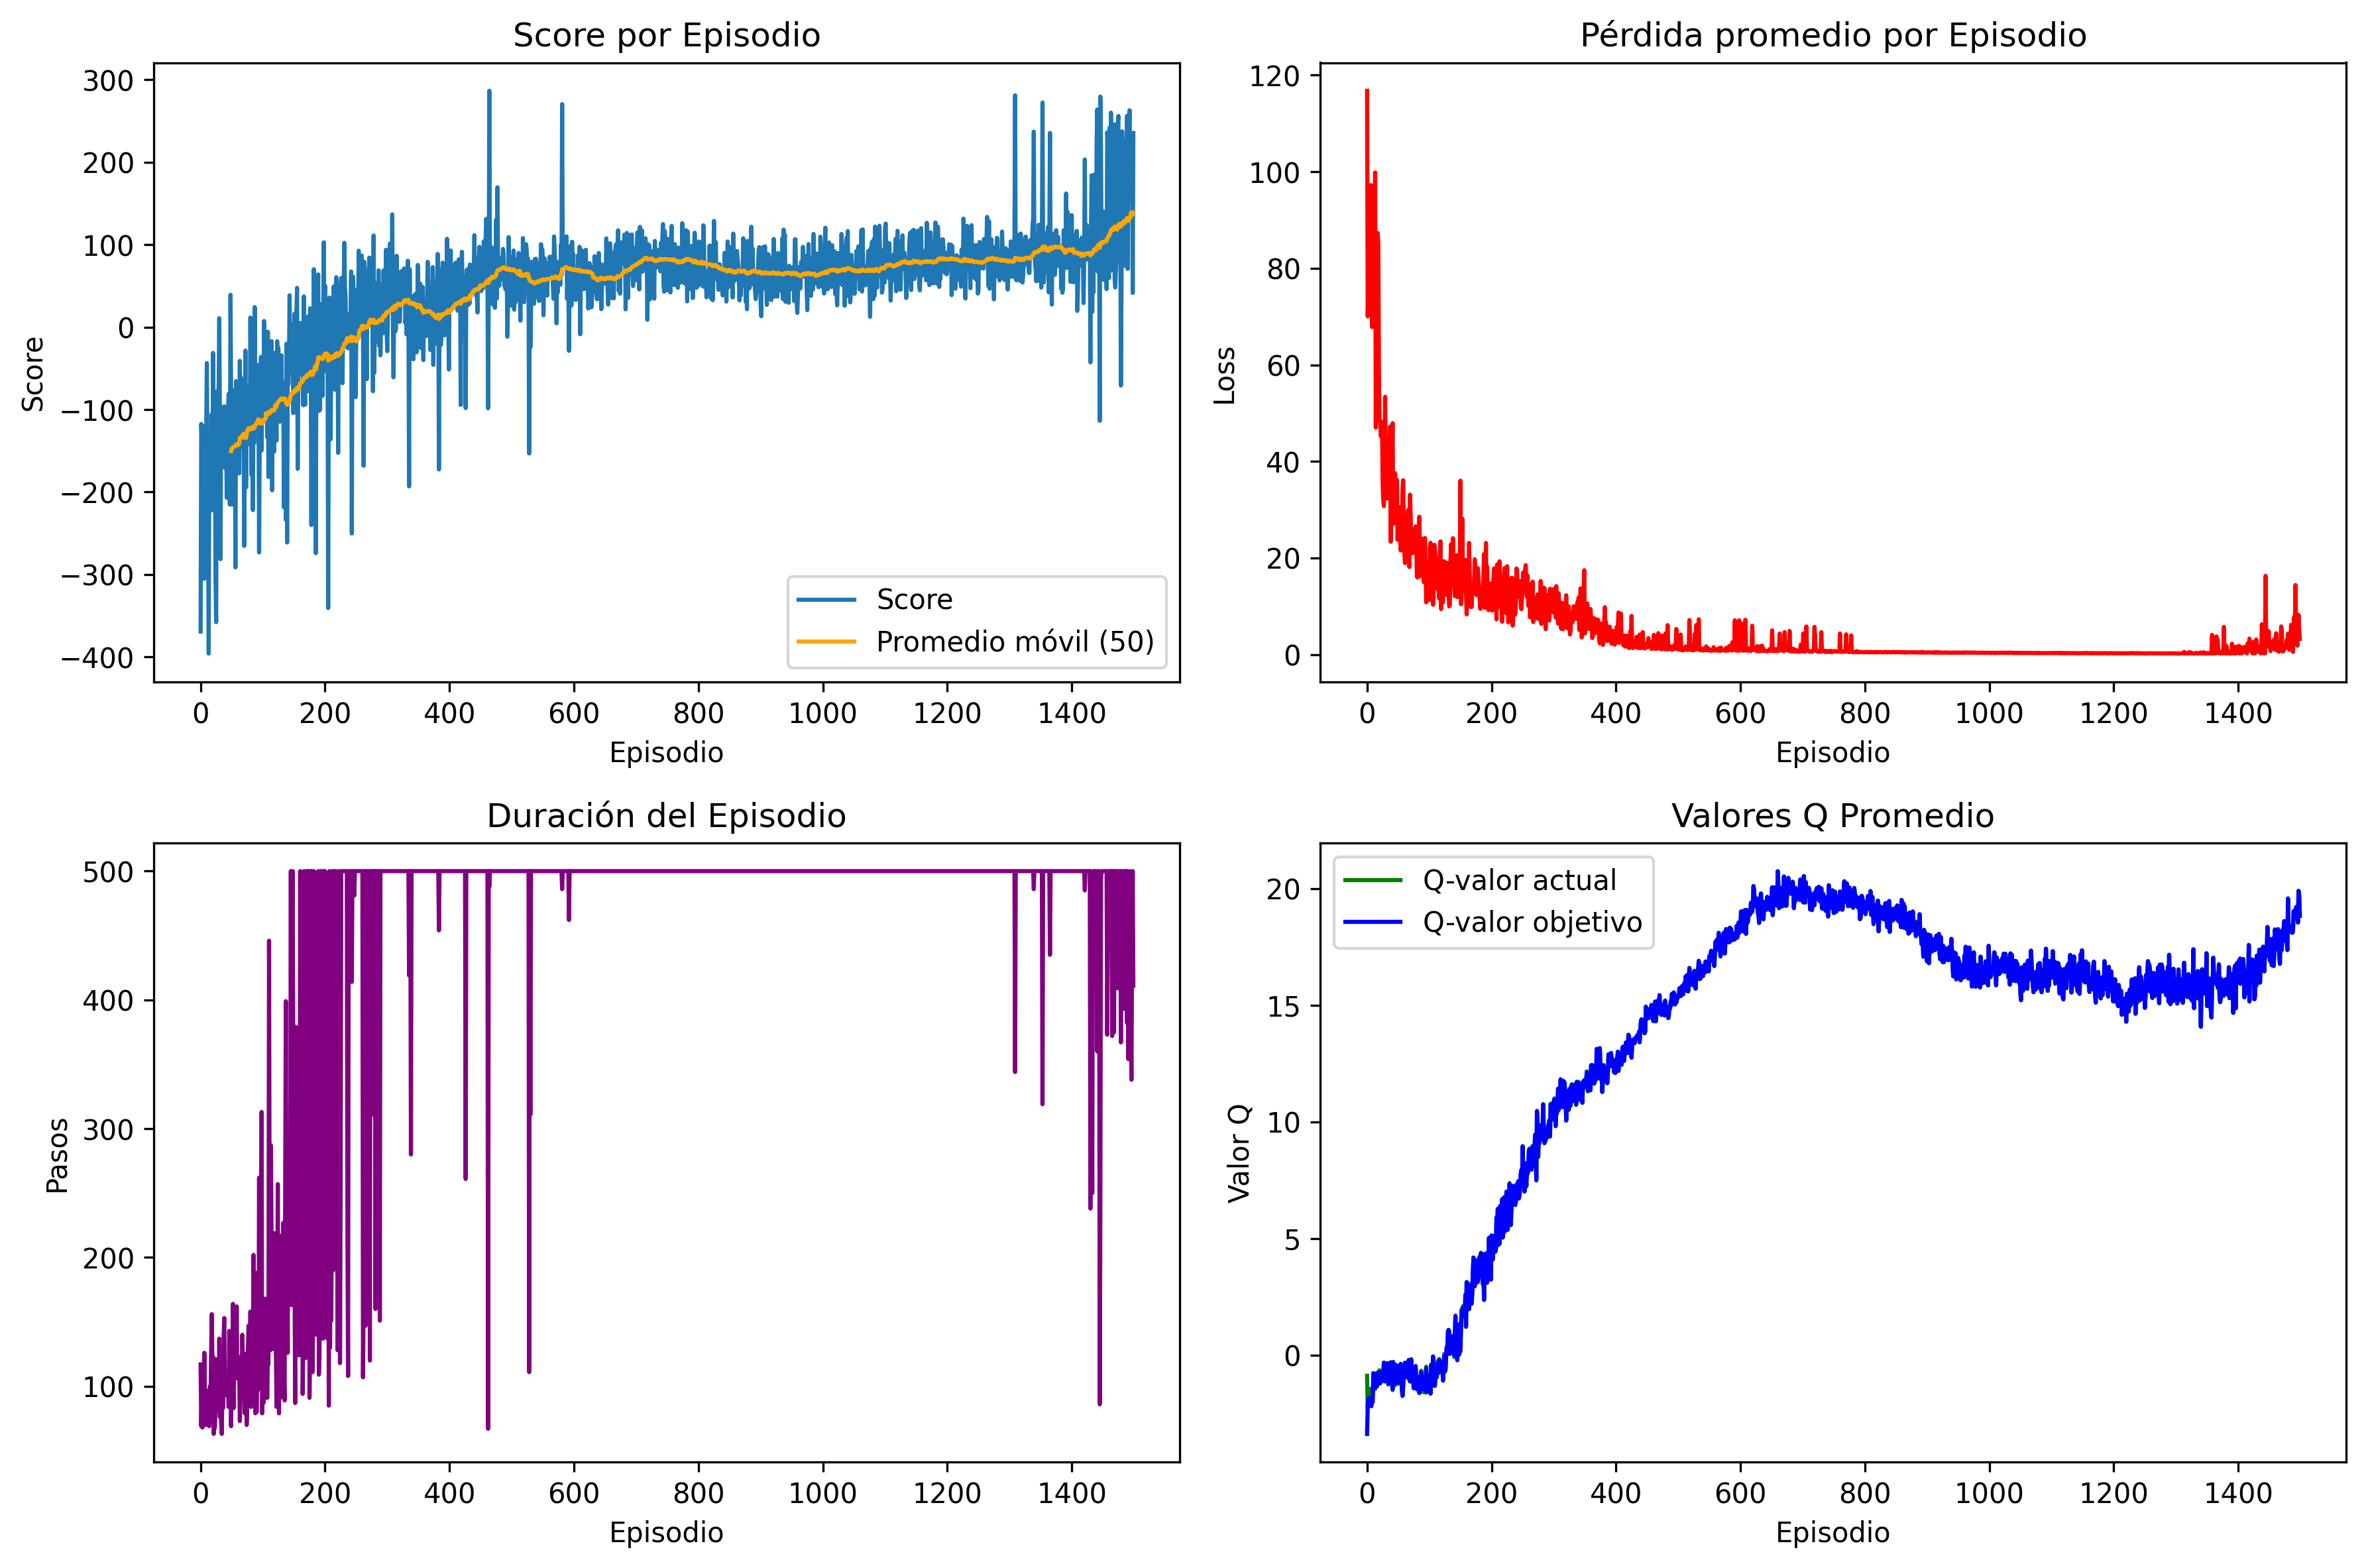 Score por Episodio
300
200
100
0
−100
−200
−300
−400
Score
Score
Promedio móvil (50)
0 200 400 600 800 1000 1200 1400
Episodio
Pérdida promedio por Episodio
120
100
80
60
40
20
0
Loss
0 200 400 600 800 1000 1200 1400
Episodio
Duración del Episodio
500
400
300
200
100
Pasos
0 200 400 600 800 1000 1200 1400
Episodio
Valores Q Promedio
Q-valor actual
Q-valor objetivo
20
15
10
5
0
Valor Q
0 200 400 600 800 1000 1200 1400
Episodio